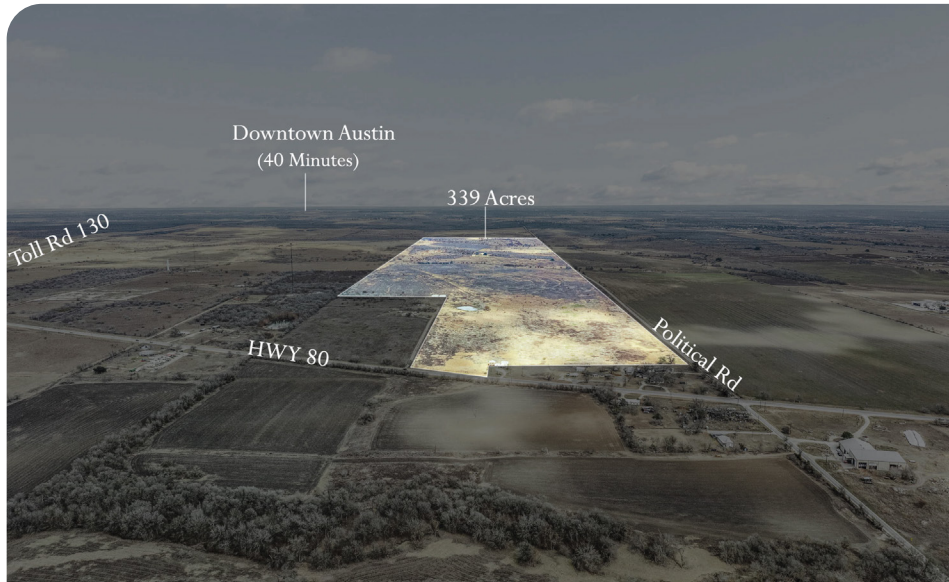 Downtown Austin
(40 Minutes)
339 Acres
Toll Rd 130
HWY 80
Political Rd